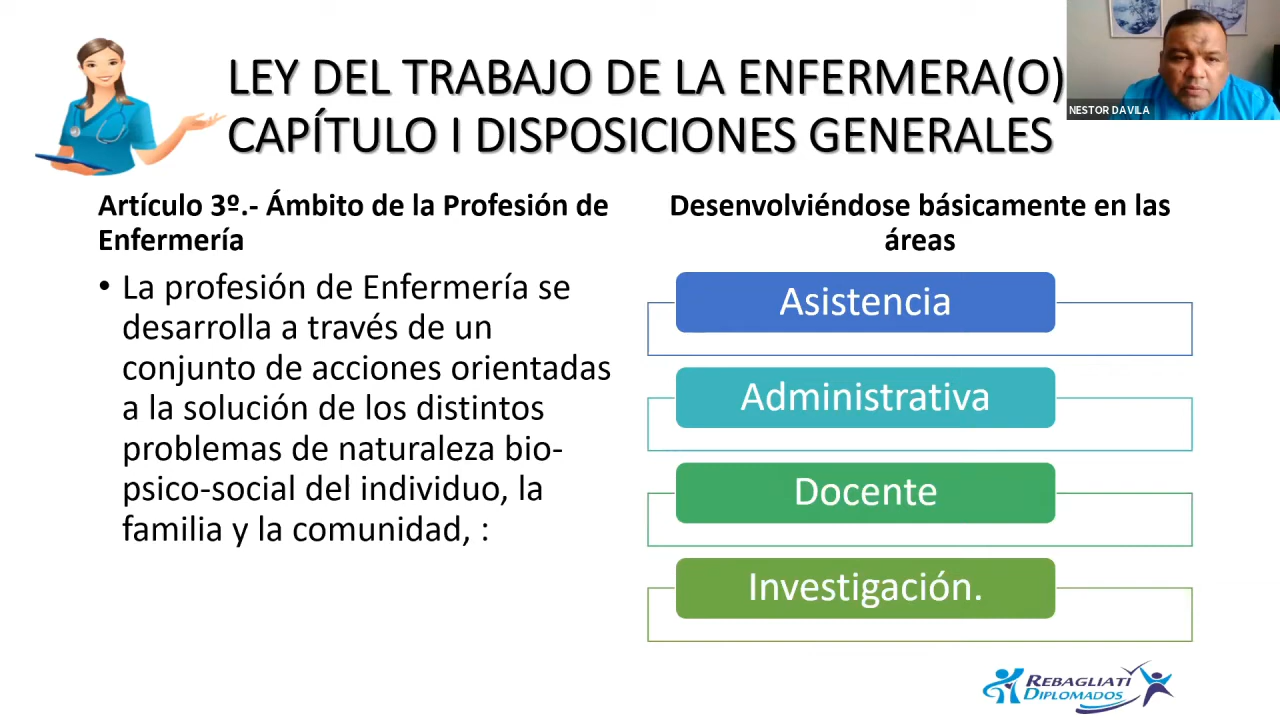 LEY DEL TRABAJO DE LA ENFERMERA(O)
CAPÍTULO I DISPOSICIONES GENERALES
NESTOR DAVILA
Artículo 3º.- Ámbito de la Profesión de
Enfermería
• La profesión de Enfermería se
desarrolla a través de un
conjunto de acciones orientadas
a la solución de los distintos
problemas de naturaleza bio-
psico-social del individuo, la
familia y la comunidad, :
Desenvolviéndose básicamente en las
áreas
Asistencia
Administrativa
Docente
Investigación.
REBAGLIATI
DIPLOMADOS